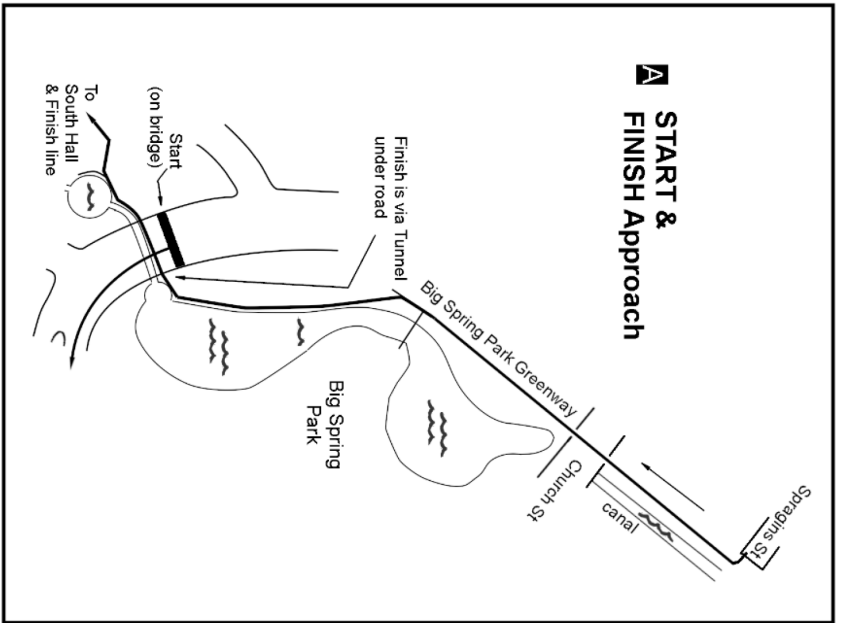 A START &
FINISH Approach
Spragins St
canal
Church St
Big Spring Park Greenway
Finish is via Tunnel
under road
Big Spring
Park
Start
(on bridge)
To
South Hall
& Finish line